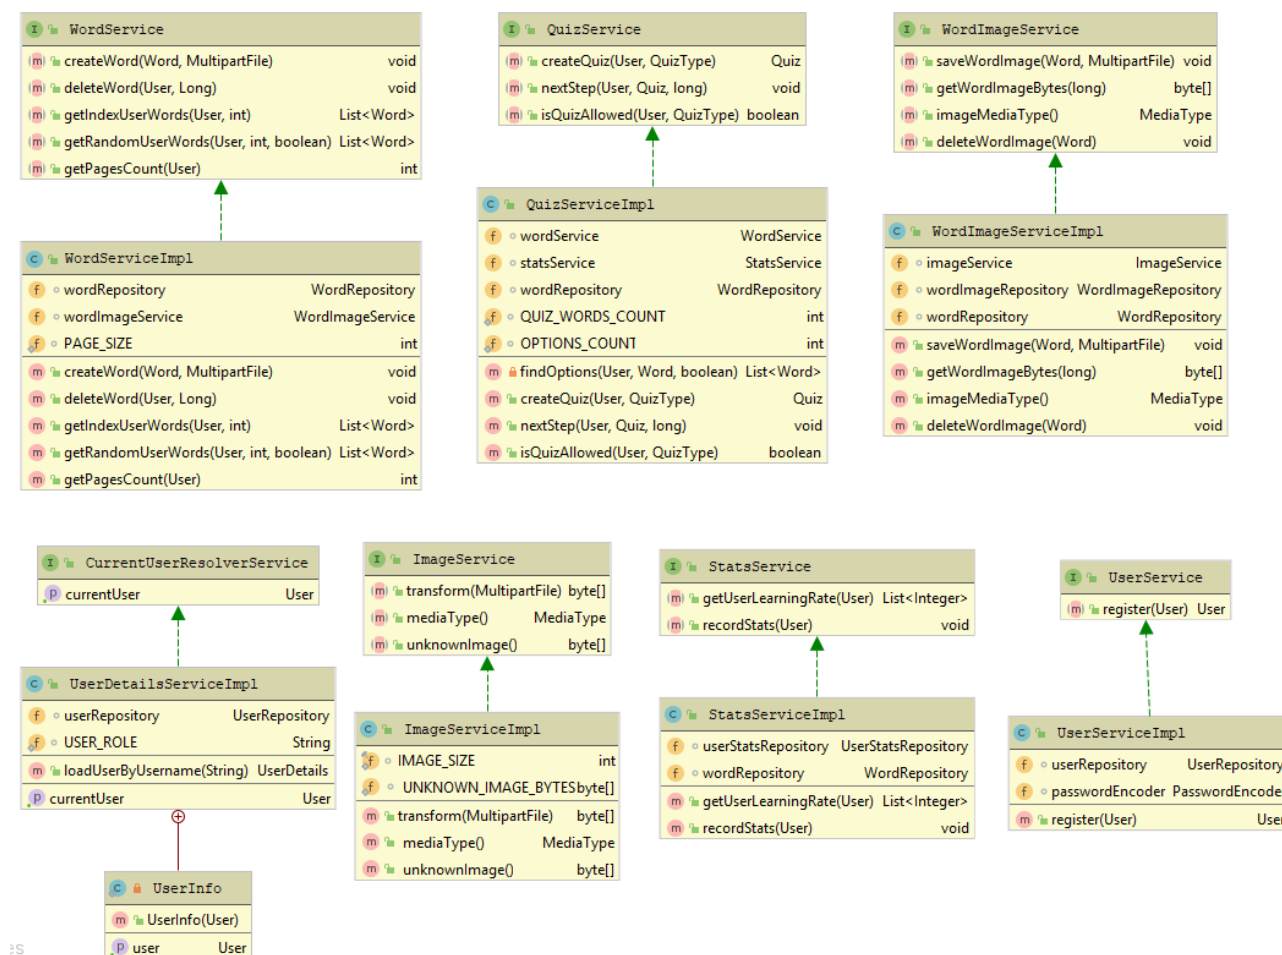 WordService
createWord(Word, MultipartFile) void
deleteWord(User, Long) void
getIndexUserWords(User, int) List<Word>
getRandomUserWords(User, int, boolean) List<Word>
getPagesCount(User) int
WordServiceImpl
wordRepository WordRepository
wordImageService WordImageService
PAGE_SIZE int
createWord(Word, MultipartFile) void
deleteWord(User, Long) void
getIndexUserWords(User, int) List<Word>
getRandomUserWords(User, int, boolean) List<Word>
getPagesCount(User) int
QuizService
createQuiz(User, QuizType) Quiz
nextStep(User, Quiz, long) void
isQuizAllowed(User, QuizType) boolean
QuizServiceImpl
wordService WordService
statsService StatsService
wordRepository WordRepository
QUIZ_WORDS_COUNT int
OPTIONS_COUNT int
findOptions(User, Word, boolean) List<Word>
createQuiz(User, QuizType) Quiz
nextStep(User, Quiz, long) void
isQuizAllowed(User, QuizType) boolean
WordImageService
saveWordImage(Word, MultipartFile) void
getWordImageBytes(long) byte[]
imageMediaType() MediaType
deleteWordImage(Word) void
WordImageServiceImpl
imageService ImageService
wordImageRepository WordImageRepository
wordRepository WordRepository
saveWordImage(Word, MultipartFile) void
getWordImageBytes(long) byte[]
imageMediaType() MediaType
deleteWordImage(Word) void
CurrentUserResolverService
currentUser User
UserDetailsServiceImpl
userRepository UserRepository
USER_ROLE String
loadUserByUsername(String) UserDetails
currentUser User
UserInfo
UserInfo(User)
user User
ImageService
transform(MultipartFile) byte[]
mediaType() MediaType
unknownImage() byte[]
ImageServiceImpl
IMAGE_SIZE int
UNKNOWN_IMAGE_BYTES byte[]
transform(MultipartFile) byte[]
mediaType() MediaType
unknownImage() byte[]
StatsService
getUserLearningRate(User) List<Integer>
recordStats(User) void
StatsServiceImpl
userStatsRepository UserStatsRepository
wordRepository WordRepository
getUserLearningRate(User) List<Integer>
recordStats(User) void
UserService
register(User) User
UserServiceImpl
userRepository UserRepository
passwordEncoder PasswordEncode
register(User) User